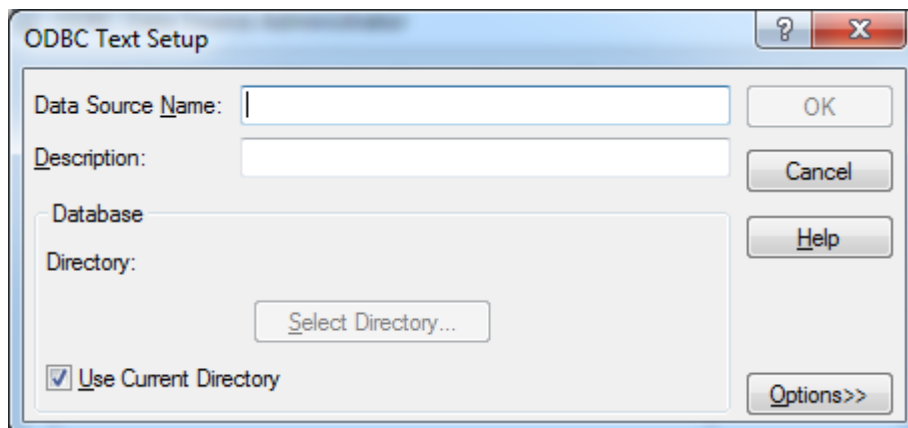 ODBC Text Setup
Data Source Name:
OK
Description:
Cancel
Database
Help
Directory:
Select Directory...
Use Current Directory
Options>>